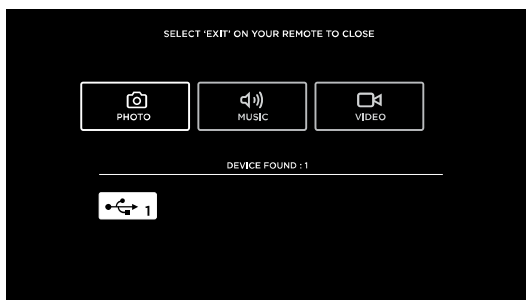 SELECT 'EXIT' ON YOUR REMOTE TO CLOSE
PHOTO
MUSIC
VIDEO
DEVICE FOUND : 1
1